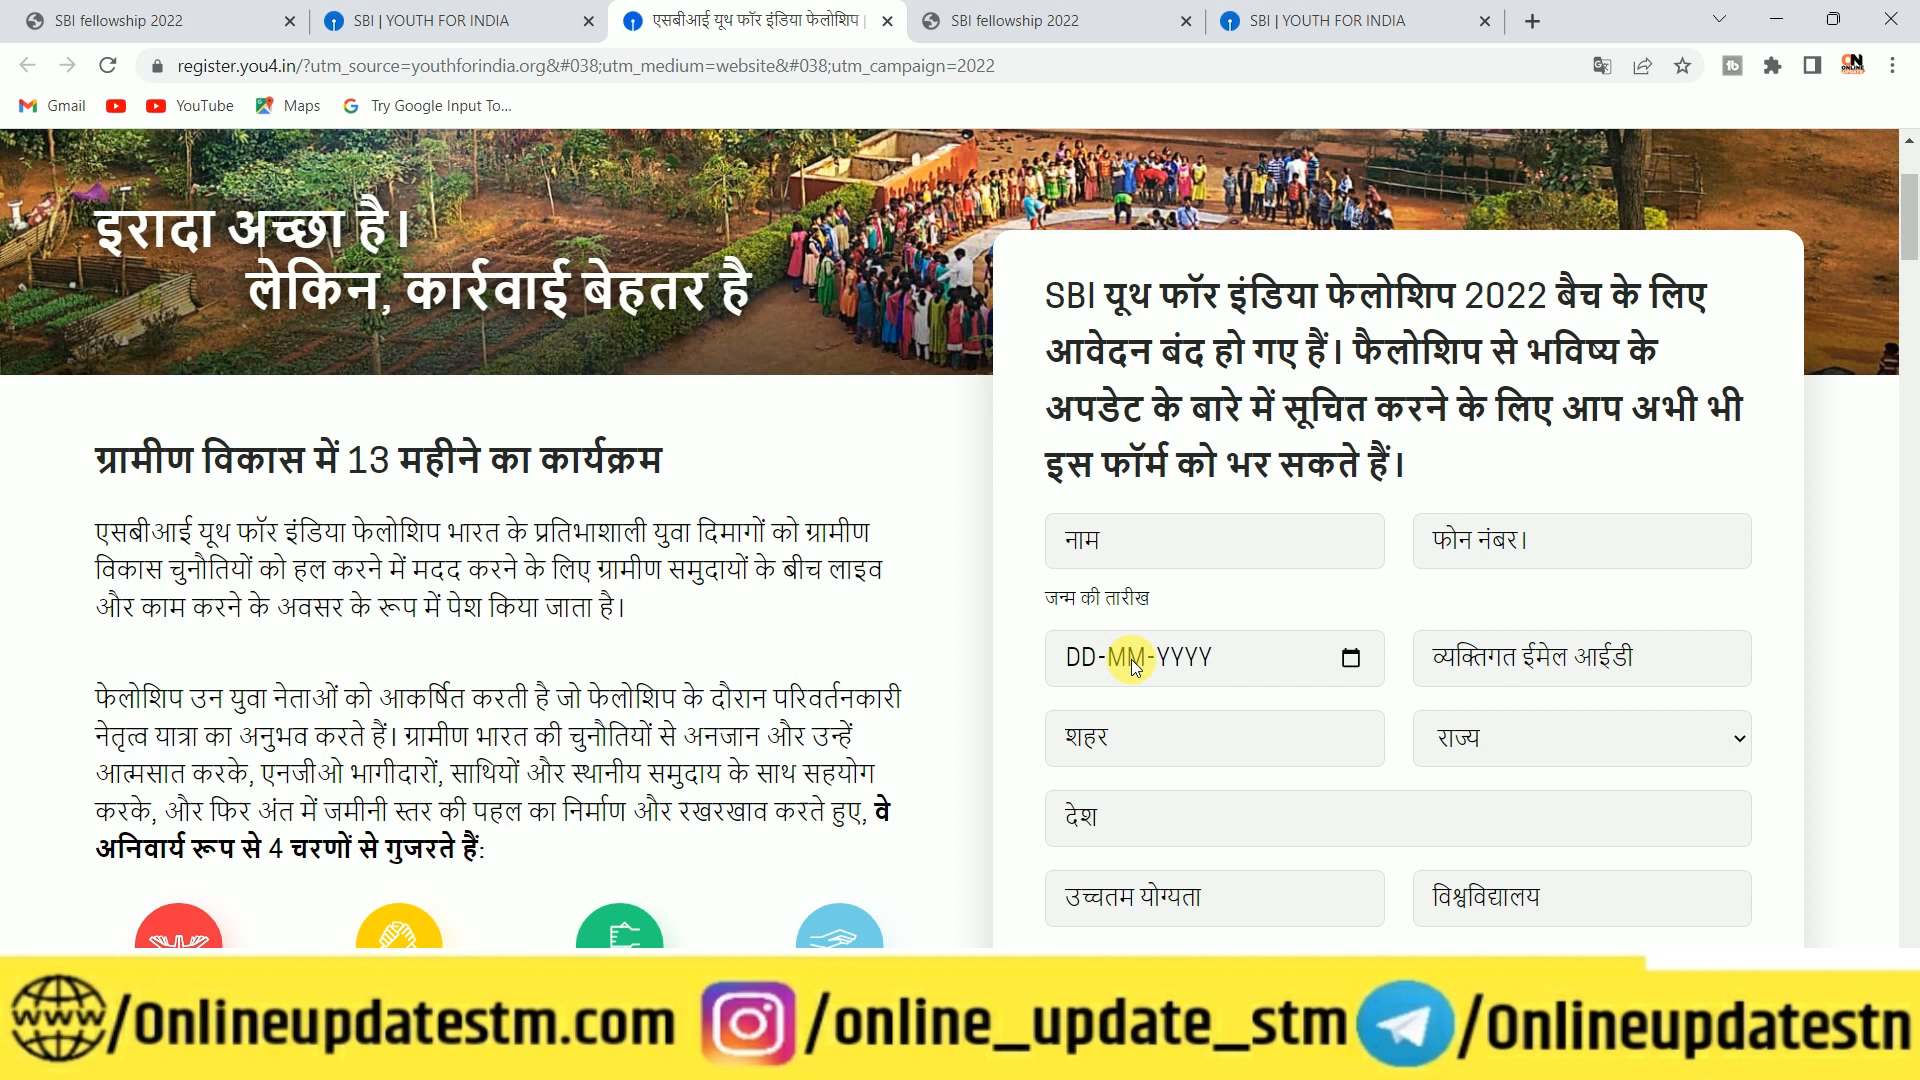 SBI fellowship 2022
SBI | YOUTH FOR INDIA
एसबीआई यूथ फॉर इंडिया फेलोशिप |
SBI fellowship 2022
SBI | YOUTH FOR INDIA
register.you4.in/?utm_source=youthforindia.org&#038;utm_medium=website&#038;utm_campaign=2022
Gmail
YouTube
Maps
Try Google Input To...
इरादा अच्छा है।
लेकिन, कार्रवाई बेहतर है
ग्रामीण विकास में 13 महीने का कार्यक्रम
एसबीआई यूथ फॉर इंडिया फेलोशिप भारत के प्रतिभाशाली युवा दिमागों को ग्रामीण
विकास चुनौतियों को हल करने में मदद करने के लिए ग्रामीण समुदायों के बीच लाइव
और काम करने के अवसर के रूप में पेश किया जाता है।
फेलोशिप उन युवा नेताओं को आकर्षित करती है जो फेलोशिप के दौरान परिवर्तनकारी
नेतृत्व यात्रा का अनुभव करते हैं। ग्रामीण भारत की चुनौतियों से अनजान और उन्हें
आत्मसात करके, एनजीओ भागीदारों, साथियों और स्थानीय समुदाय के साथ सहयोग
करके, और फिर अंत में जमीनी स्तर की पहल का निर्माण और रखरखाव करते हुए, वे
अनिवार्य रूप से 4 चरणों से गुजरते हैं:
SBI यूथ फॉर इंडिया फेलोशिप 2022 बैच के लिए
आवेदन बंद हो गए हैं। फैलोशिप से भविष्य के
अपडेट के बारे में सूचित करने के लिए आप अभी भी
इस फॉर्म को भर सकते हैं।
नाम
फोन नंबर।
जन्म की तारीख
DD-MM-YYYY
व्यक्तिगत ईमेल आईडी
शहर
राज्य
देश
उच्चतम योग्यता
विश्वविद्यालय
www/Onlineupdatestm.com
/online_update_stm
/Onlineupdatestn